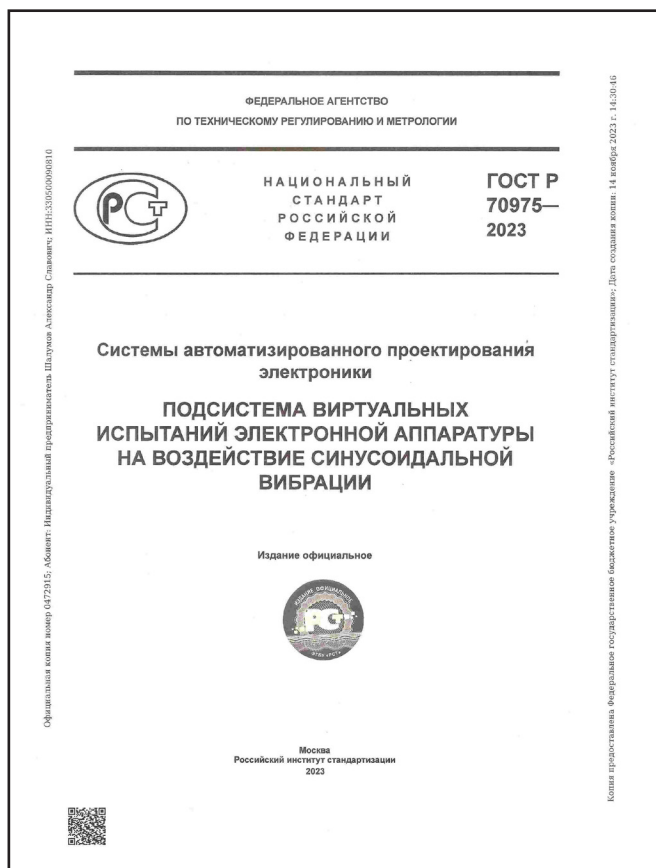 ФЕДЕРАЛЬНОЕ АГЕНТСТВО
ПО ТЕХНИЧЕСКОМУ РЕГУЛИРОВАНИЮ И МЕТРОЛОГИИ
НАЦИОНАЛЬНЫЙ
СТАНДАРТ
РОССИЙСКОЙ
ФЕДЕРАЦИИ
ГОСТ Р
70975—
2023
Системы автоматизированного проектирования
электроники
ПОДСИСТЕМА ВИРТУАЛЬНЫХ
ИСПЫТАНИЙ ЭЛЕКТРОННОЙ АППАРАТУРЫ
НА ВОЗДЕЙСТВИЕ СИНУСОИДАЛЬНОЙ
ВИБРАЦИИ
Издание официальное
ИЗДАНИЕ ОФИЦИАЛЬНОЕ
Москва
Российский институт стандартизации
2023
Официальная копия номер 0472915; Абонент: Индивидуальный предприниматель Шалумов Александр Славович; ИНН:330500090810
Копия предоставлена Федеральное государственное бюджетное учреждение «Российский институт стандартизации»; Дата создания копии: 14 ноября 2023 г. 14:30:46